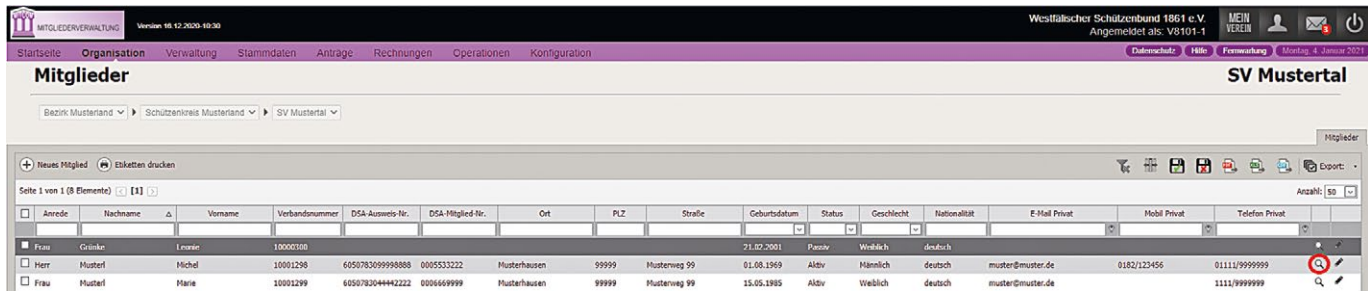 MITGLIEDERVERWALTUNG Version 16.12.2020-10:30 Westfälischer Schützenbund 1861 e.V. MEIN VEREIN 3
Angemeldet als: V8101-1
Startseite Organisation Verwaltung Stammdaten Anträge Rechnungen Operationen Konfiguration Datenschutz Hilfe Fernwartung Montag, 4. Januar 2021
Mitglieder SV Mustertal
Bezirk Musterland Schützenkreis Musterland SV Mustertal
Mitglieder
Neues Mitglied Etiketten drucken Export:
Seite 1 von 1 (8 Elemente) < [1] > Anzahl: 50
Anrede Nachname Vorname Verbandsnummer DSA-Ausweis-Nr. DSA-Mitglied-Nr. Ort PLZ Straße Geburtsdatum Status Geschlecht Nationalität E-Mail Privat Mobil Privat Telefon Privat
Frau Grünke Leonie 10000300 21.02.2001 Passiv Weiblich deutsch
Herr Musterl Michel 10001298 6050783099998888 0005533222 Musterhausen 99999 Musterweg 99 01.08.1969 Aktiv Männlich deutsch muster@muster.de 0182/123456 01111/9999999
Frau Musterl Marie 10001299 6050783044442222 0006669999 Musterhausen 99999 Musterweg 99 15.05.1985 Aktiv Weiblich deutsch muster@muster.de 1111/9999999